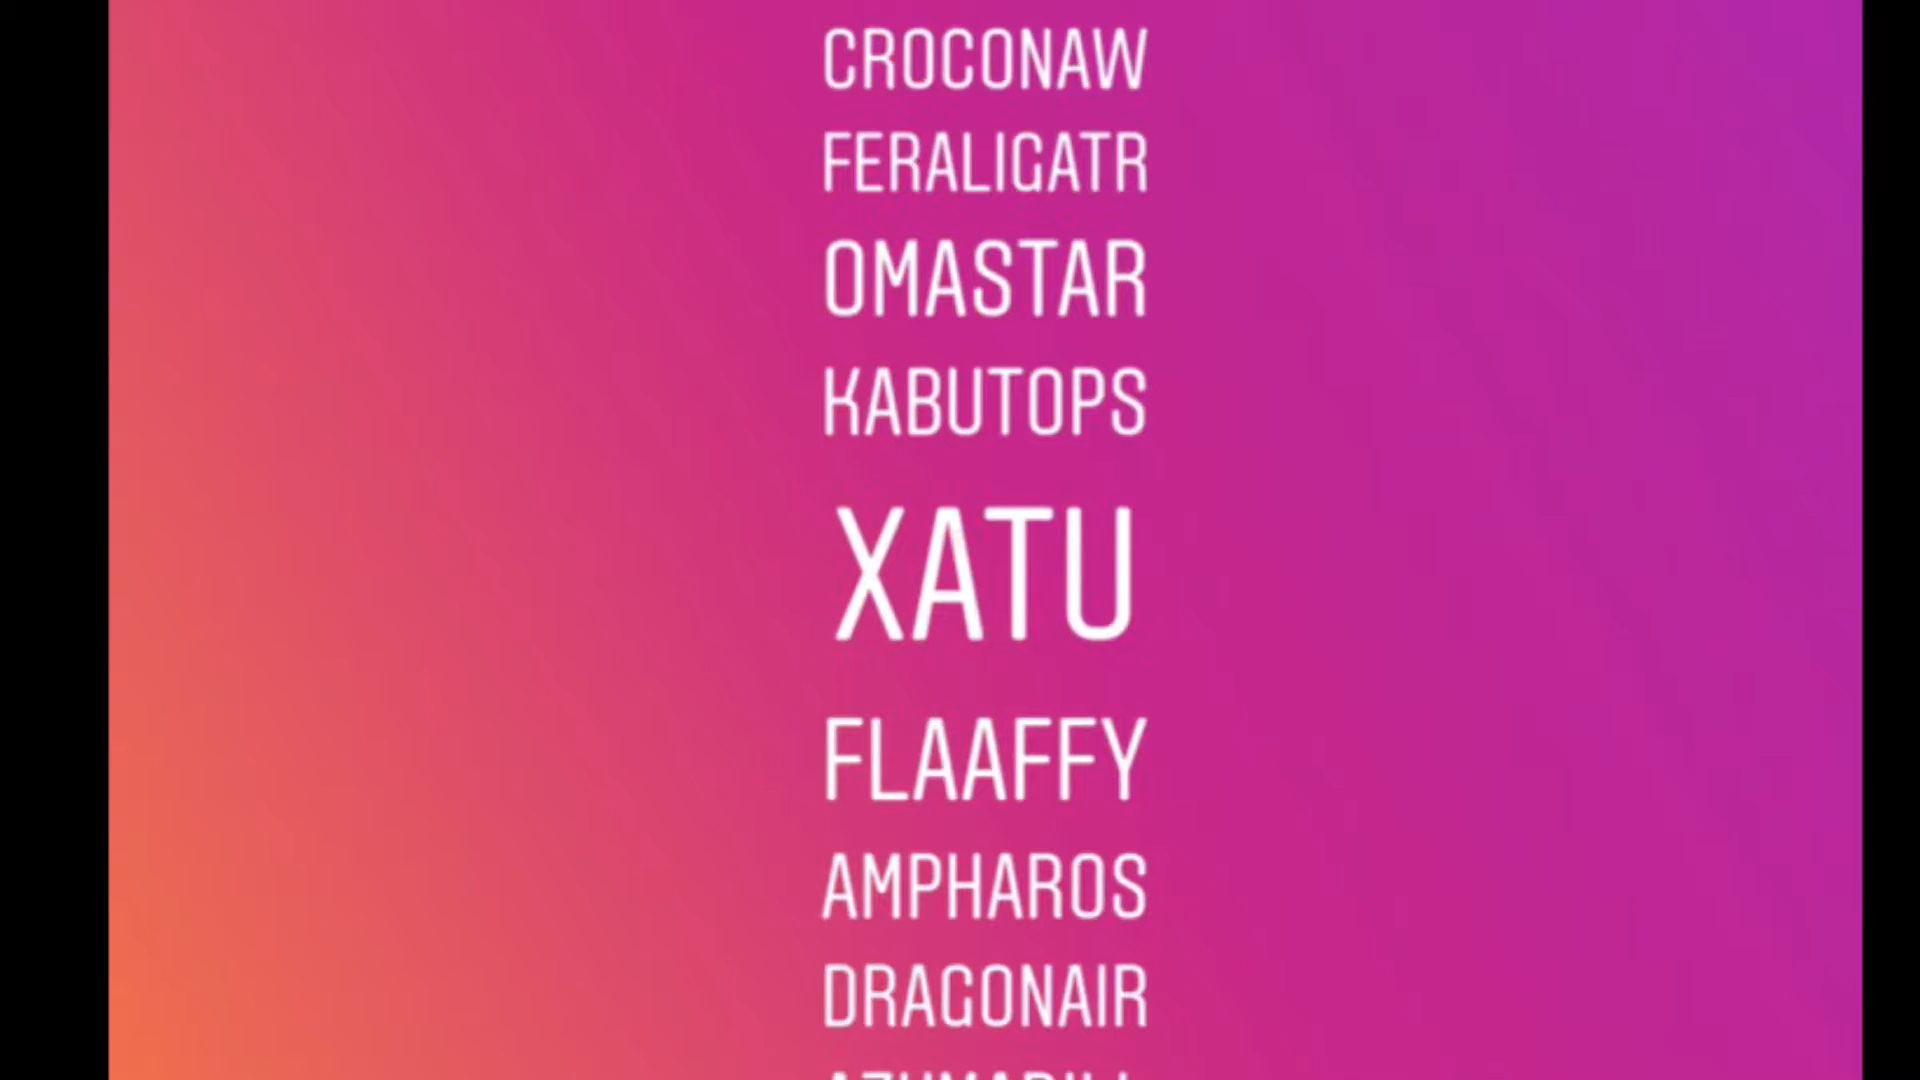 CROCONAW
FERALIGATR
OMASTAR
KABUTOPS
XATU
FLAAFFY
AMPHAROS
DRAGONAIR